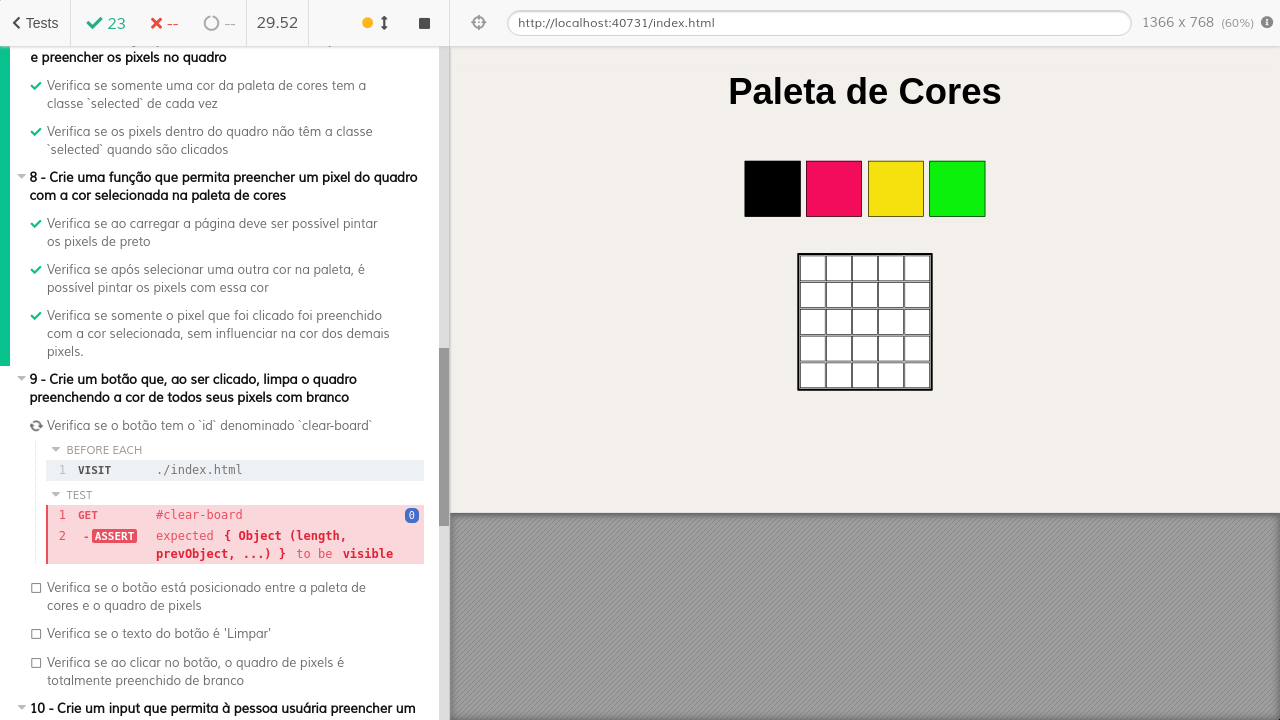 Tests
23
--
--
29.52
http://localhost:40731/index.html
1366 x 768 (60%)
e preencher os pixels no quadro
Verifica se somente uma cor da paleta de cores tem a
classe `selected` de cada vez
Verifica se os pixels dentro do quadro não têm a classe
`selected` quando são clicados
8 - Crie uma função que permita preencher um pixel do quadro
com a cor selecionada na paleta de cores
Verifica se ao carregar a página deve ser possível pintar
os pixels de preto
Verifica se após selecionar uma outra cor na paleta, é
possível pintar os pixels com essa cor
Verifica se somente o pixel que foi clicado foi preenchido
com a cor selecionada, sem influenciar na cor dos demais
pixels.
9 - Crie um botão que, ao ser clicado, limpa o quadro
preenchendo a cor de todos seus pixels com branco
Verifica se o botão tem o `id` denominado `clear-board`
BEFORE EACH
1 VISIT ./index.html
TEST
1 GET #clear-board 0
2 -ASSERT expected { Object (length,
prevObject, ...) } to be visible
Verifica se o botão está posicionado entre a paleta de
cores e o quadro de pixels
Verifica se o texto do botão é 'Limpar'
Verifica se ao clicar no botão, o quadro de pixels é
totalmente preenchido de branco
10 - Crie um input que permita à pessoa usuária preencher um
Paleta de Cores